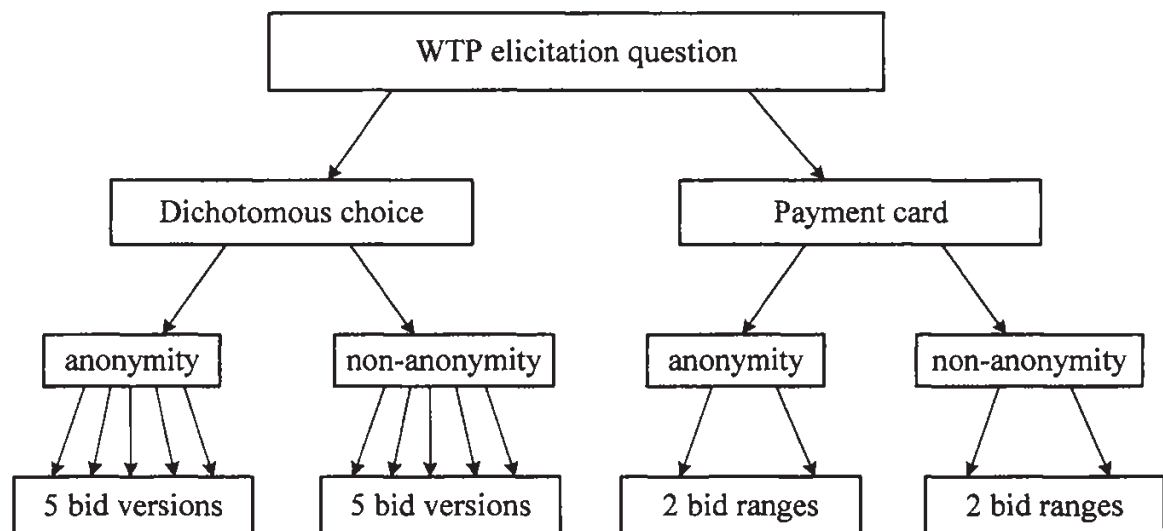 WTP elicitation question
Dichotomous choice
Payment card
anonymity
non-anonymity
anonymity
non-anonymity
5 bid versions
5 bid versions
2 bid ranges
2 bid ranges